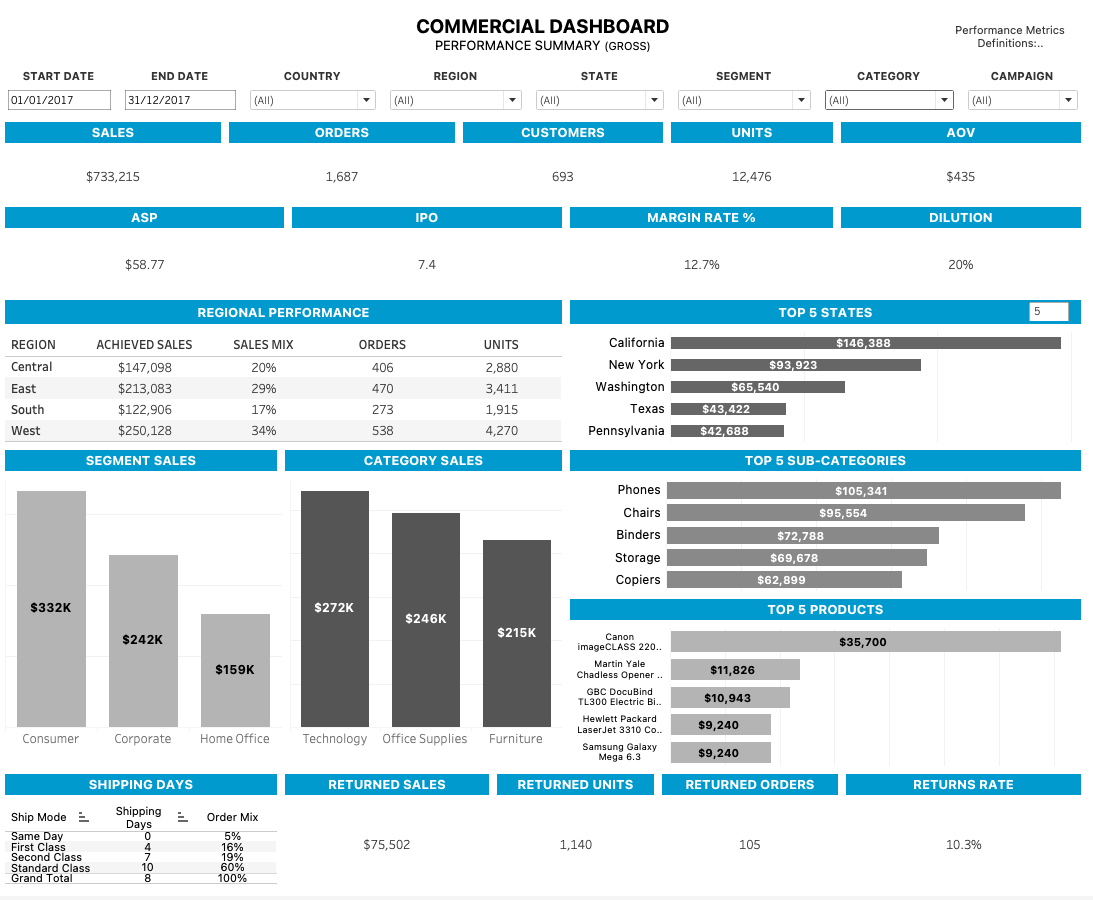 COMMERCIAL DASHBOARD
PERFORMANCE SUMMARY (GROSS)
Performance Metrics
Definitions:..
START DATE END DATE COUNTRY REGION STATE SEGMENT CATEGORY CAMPAIGN
01/01/2017 31/12/2017 (All) (All) (All) (All) (All) (All)
SALES ORDERS CUSTOMERS UNITS AOV
$733,215 1,687 693 12,476 $435
ASP IPO MARGIN RATE % DILUTION
$58.77 7.4 12.7% 20%
REGIONAL PERFORMANCE
REGION ACHIEVED SALES SALES MIX ORDERS UNITS
Central $147,098 20% 406 2,880
East $213,083 29% 470 3,411
South $122,906 17% 273 1,915
West $250,128 34% 538 4,270
TOP 5 STATES 5
California $146,388
New York $93,923
Washington $65,540
Texas $43,422
Pennsylvania $42,688
SEGMENT SALES
$332K $242K $159K
Consumer Corporate Home Office
CATEGORY SALES
$272K $246K $215K
Technology Office Supplies Furniture
TOP 5 SUB-CATEGORIES
Phones $105,341
Chairs $95,554
Binders $72,788
Storage $69,678
Copiers $62,899
TOP 5 PRODUCTS
Canon
imageCLASS 220.. $35,700
Martin Yale
Chadless Opener .. $11,826
GBC DocuBind
TL300 Electric Bi.. $10,943
Hewlett Packard
LaserJet 3310 Co.. $9,240
Samsung Galaxy
Mega 6.3 $9,240
SHIPPING DAYS
Ship Mode Shipping Days Order Mix
Same Day 0 5%
First Class 4 16%
Second Class 7 19%
Standard Class 10 60%
Grand Total 8 100%
RETURNED SALES RETURNED UNITS RETURNED ORDERS RETURNS RATE
$75,502 1,140 105 10.3%